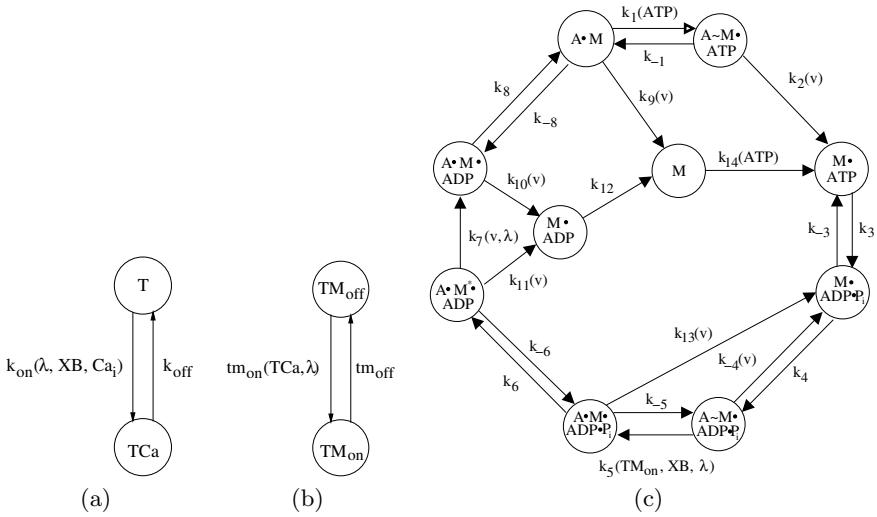 T
k_on(λ, XB, Ca_i)
k_off
TCa
(a)
TM_off
tm_on(TCa,λ)
tm_off
TM_on
(b)
k_1(ATP)
A•M
A~M•
ATP
k_−1
k_2(v)
k_8
k_−8
k_9(v)
A•M•
ADP
k_10(v)
k_12
M
k_14(ATP)
M•
ATP
k_7(v,λ)
M•
ADP
k_−3
k_3
k_11(v)
A•M*•
ADP
M•
ADP•P_i
k_13(v)
k_−6
k_6
k_−4(v)
k_4
k_−5
A•M•
ADP•P_i
A~M•
ADP•P_i
k_5(TM_on, XB, λ)
(c)